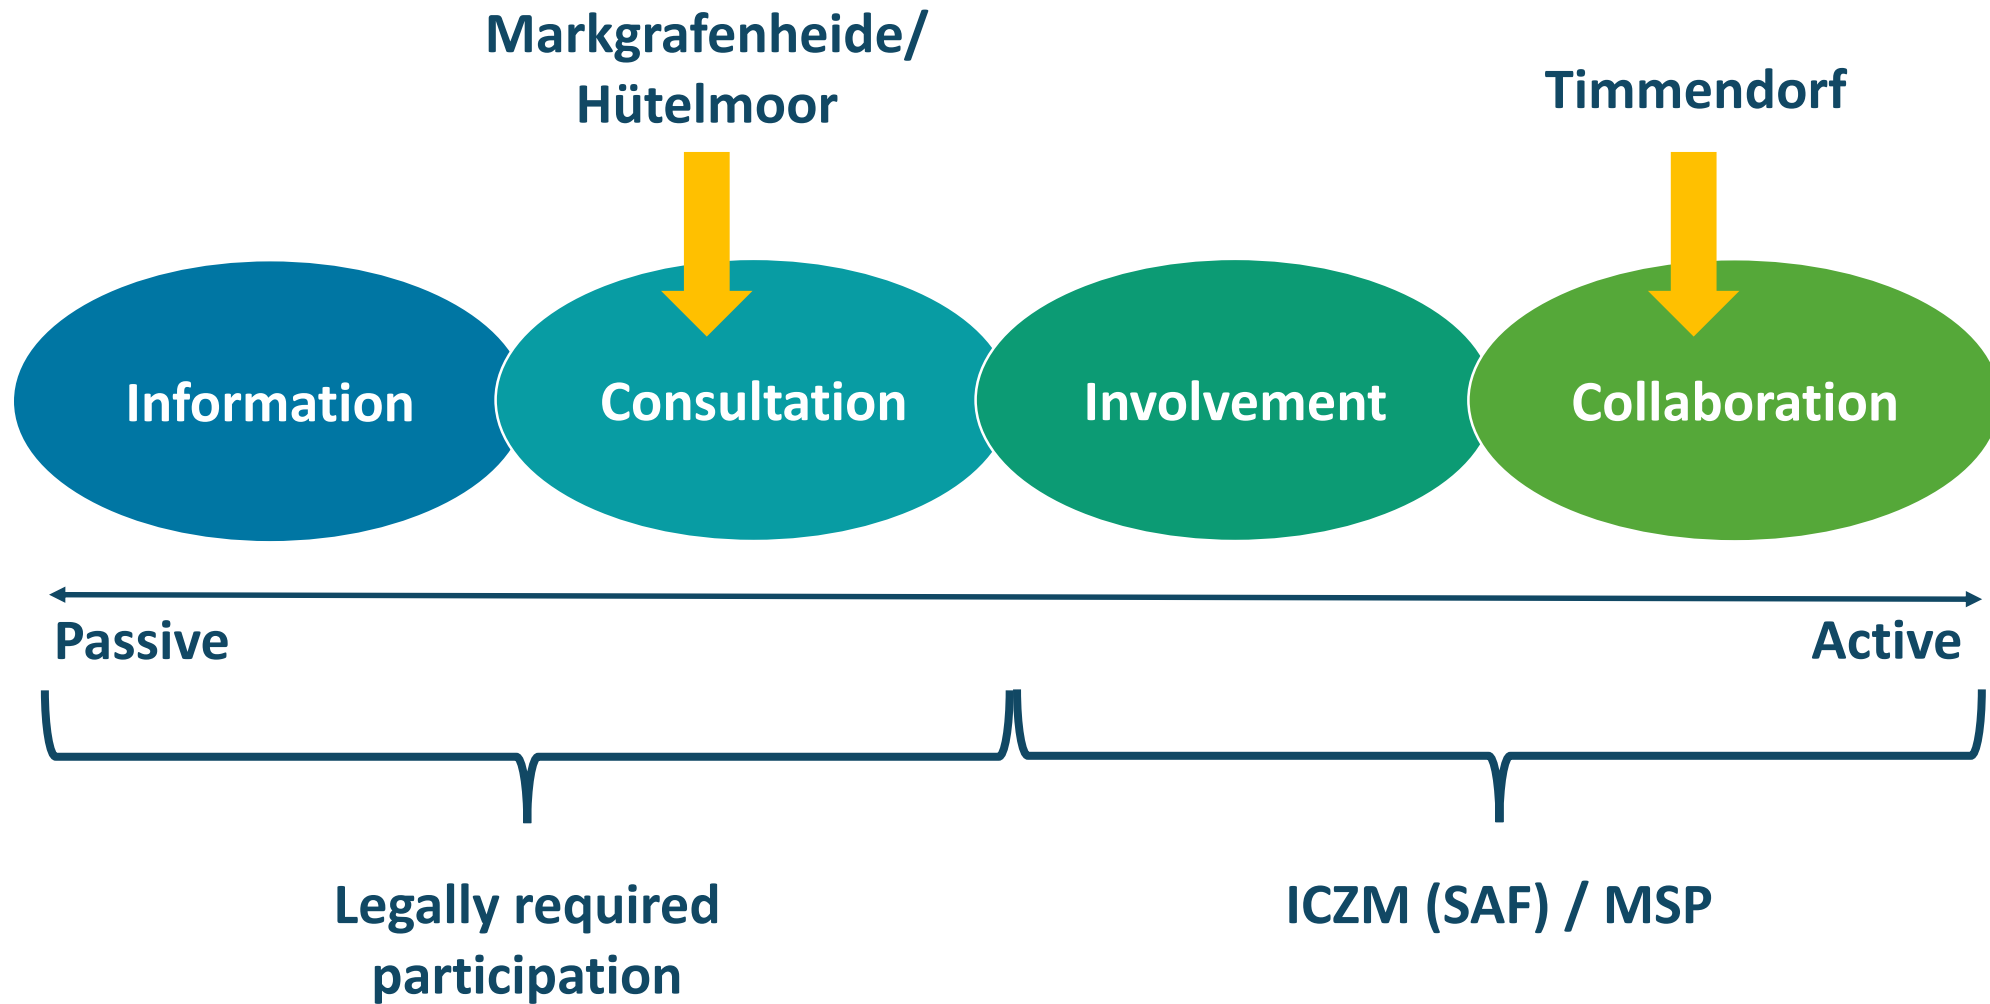 Markgrafenheide/
Hütelmoor
Timmendorf
Information
Consultation
Involvement
Collaboration
Passive
Active
Legally required
participation
ICZM (SAF) / MSP